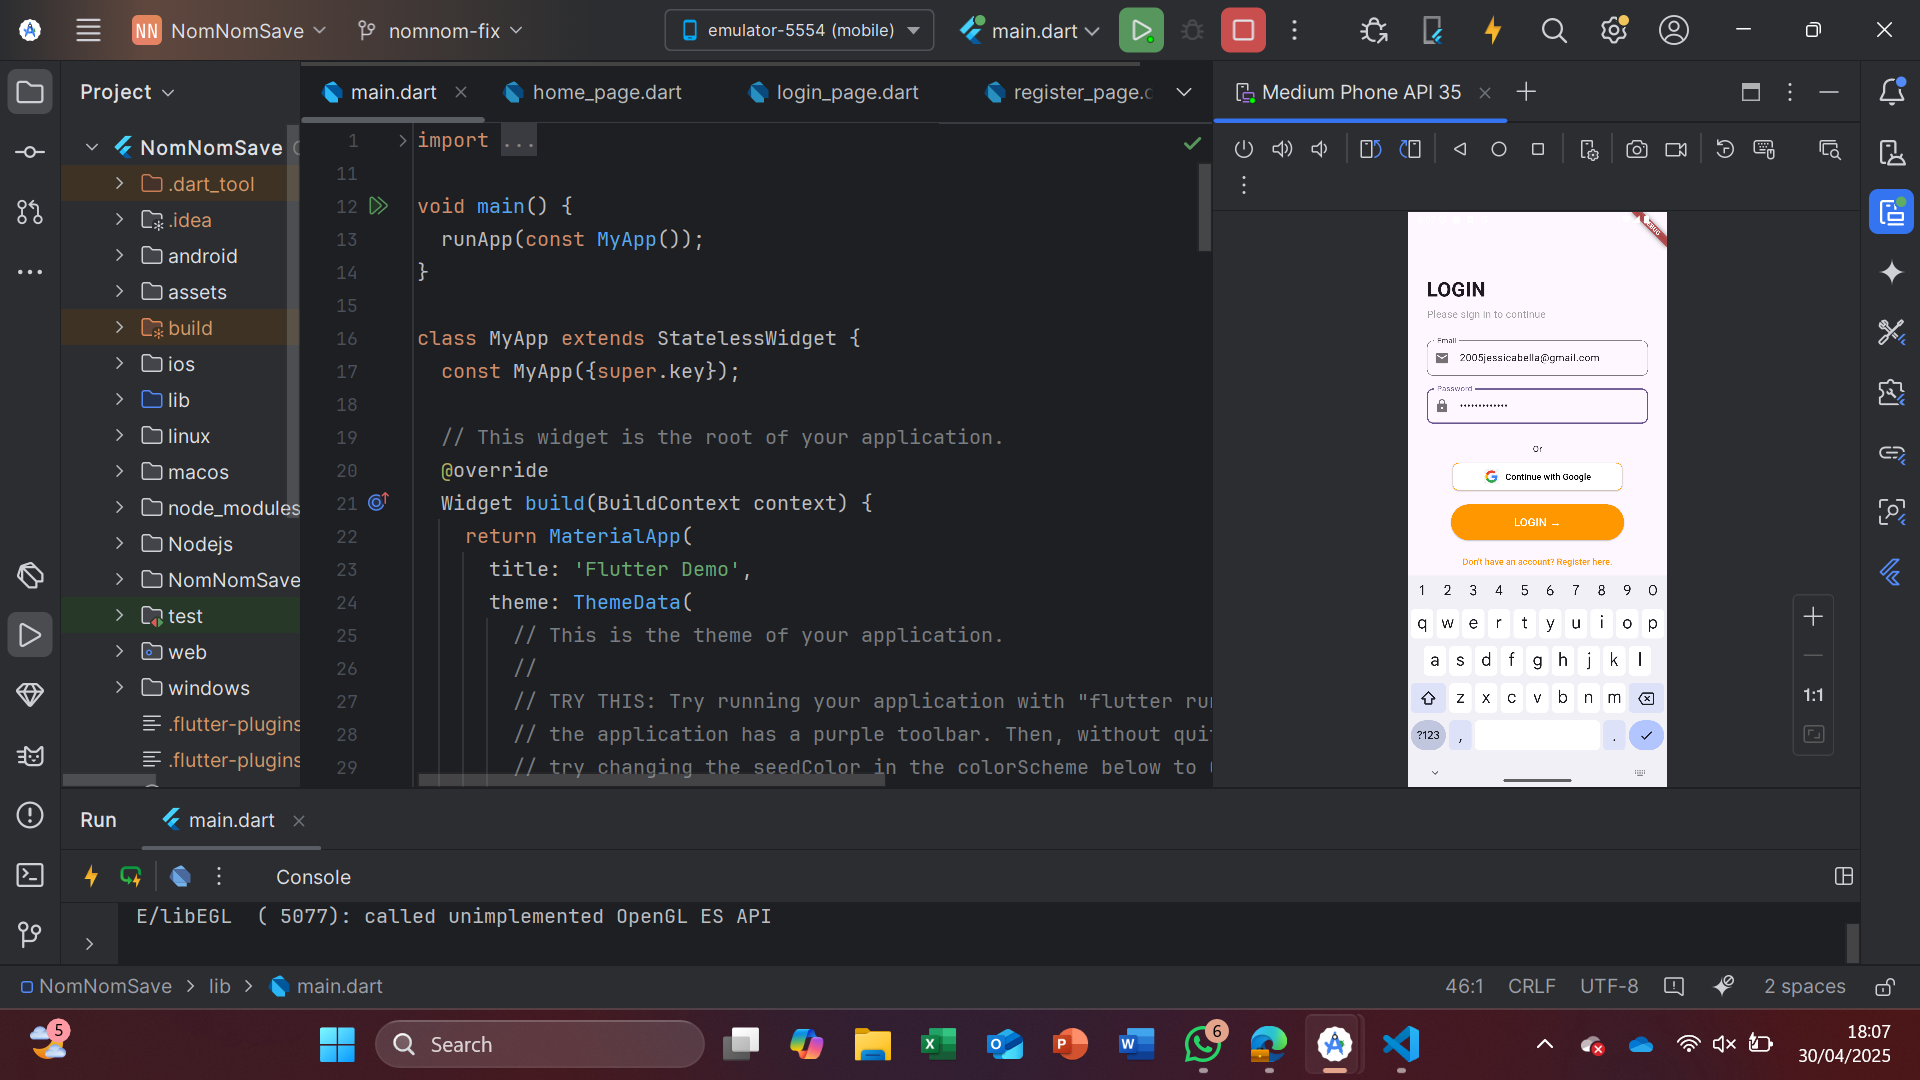 NN NomNomSave nomnom-fix emulator-5554 (mobile) main.dart
Project
main.dart home_page.dart login_page.dart register_page.d
Medium Phone API 35
NomNomSave
.dart_tool
.idea
android
assets
build
ios
lib
linux
macos
node_modules
Nodejs
NomNomSave
test
web
windows
.flutter-plugins
.flutter-plugins
1 import ...
11
12 void main() {
13 runApp(const MyApp());
14 }
15
16 class MyApp extends StatelessWidget {
17 const MyApp({super.key});
18
19 // This widget is the root of your application.
20 @override
21 Widget build(BuildContext context) {
22 return MaterialApp(
23 title: 'Flutter Demo',
24 theme: ThemeData(
25 // This is the theme of your application.
26 //
27 // TRY THIS: Try running your application with "flutter run
28 // the application has a purple toolbar. Then, without quit
29 // try changing the seedColor in the colorScheme below to
DEBUG
LOGIN
Please sign in to continue
Email
2005jessicabella@gmail.com
Password
•••••••••••••
Or
G Continue with Google
LOGIN →
Don't have an account? Register here.
1 2 3 4 5 6 7 8 9 0
q w e r t y u i o p
a s d f g h j k l
z x c v b n m
?123 , .
1:1
Run main.dart
Console
E/libEGL ( 5077): called unimplemented OpenGL ES API
NomNomSave > lib > main.dart
46:1 CRLF UTF-8 2 spaces
5
Search
6
18:07
30/04/2025